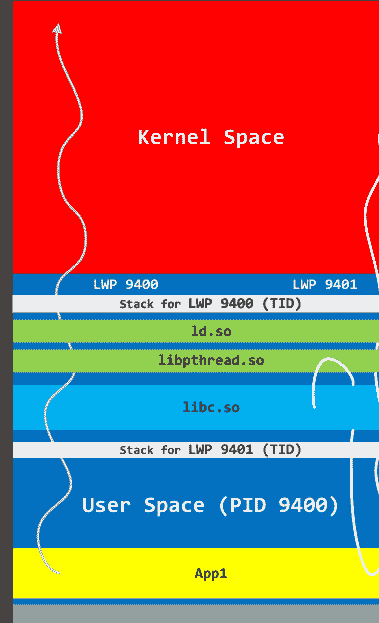 Kernel Space
LWP 9400 LWP 9401
Stack for LWP 9400 (TID)
ld.so
libpthread.so
libc.so
Stack for LWP 9401 (TID)
User Space (PID 9400)
App1